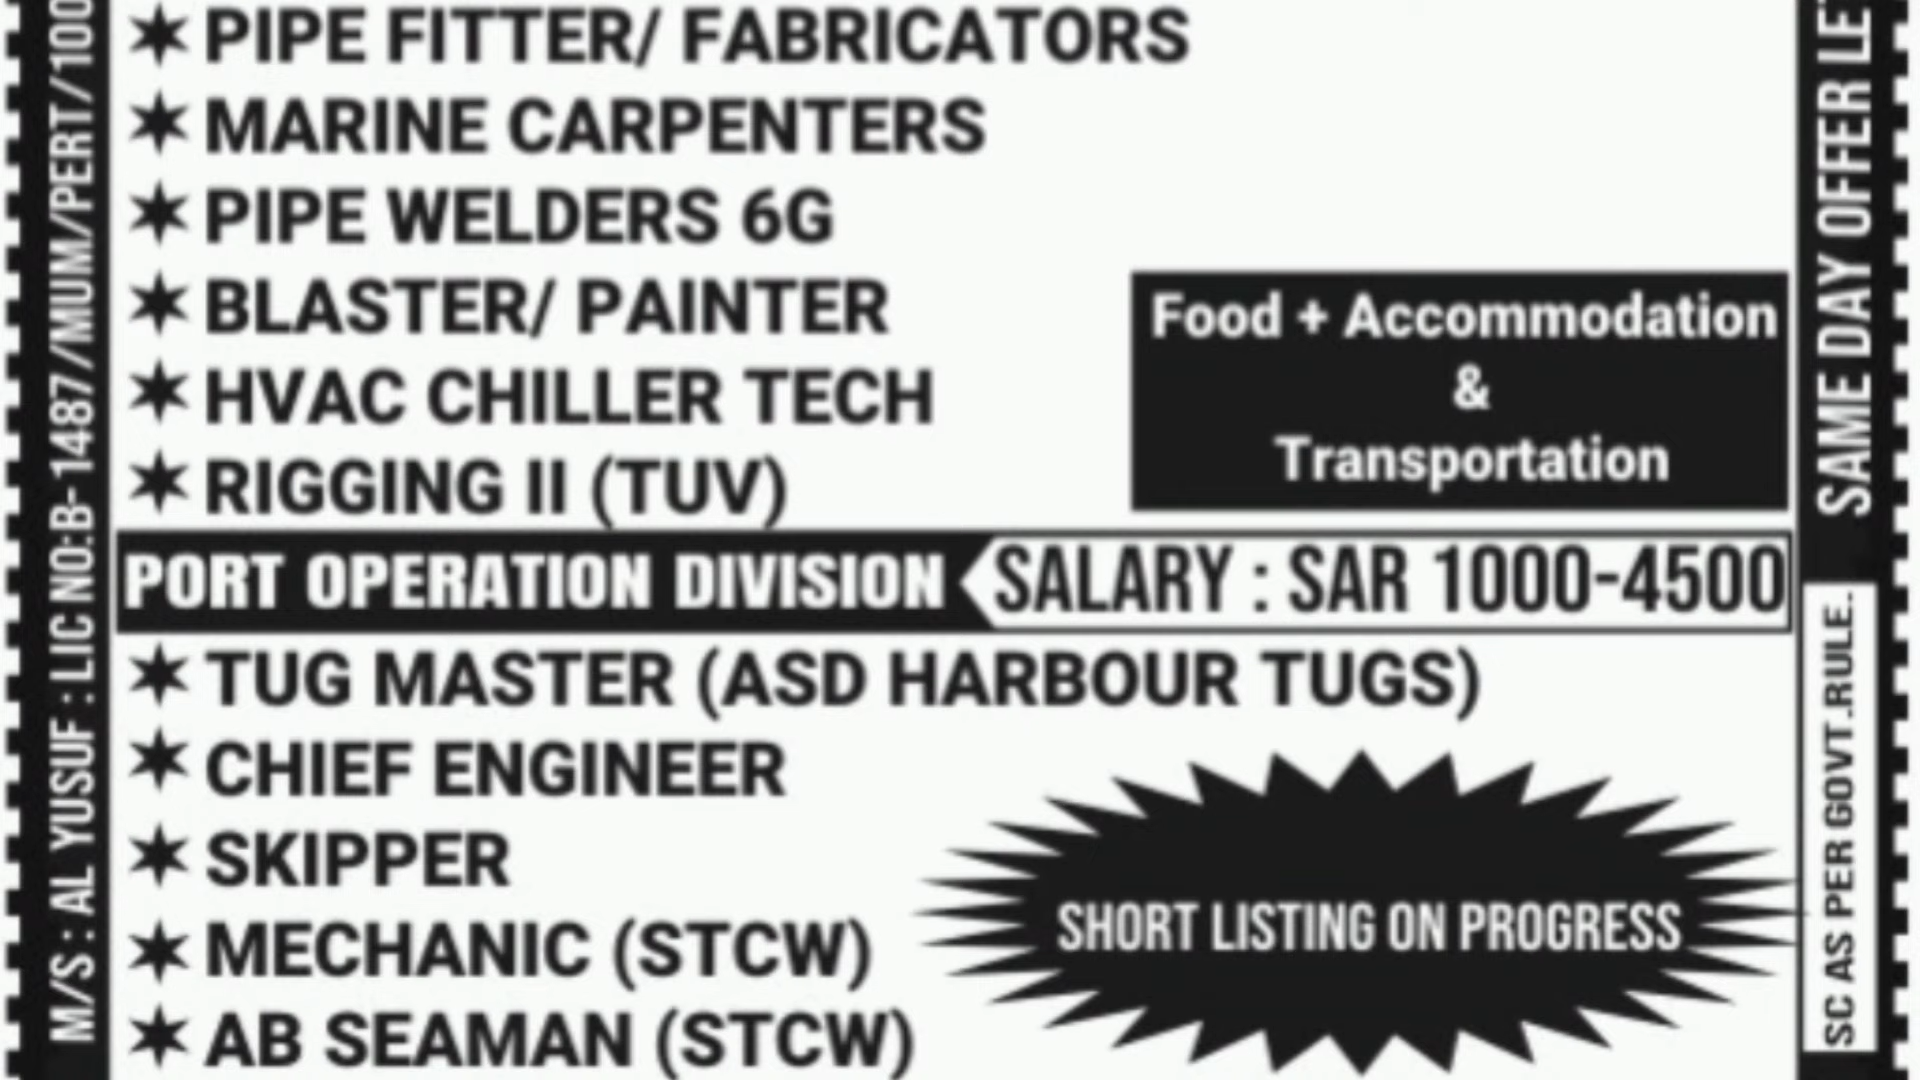 PIPE FITTER/ FABRICATORS
MARINE CARPENTERS
PIPE WELDERS 6G
BLASTER/ PAINTER
HVAC CHILLER TECH
RIGGING II (TUV)
Food + Accommodation
&
Transportation
PORT OPERATION DIVISION
SALARY : SAR 1000-4500
TUG MASTER (ASD HARBOUR TUGS)
CHIEF ENGINEER
SKIPPER
MECHANIC (STCW)
AB SEAMAN (STCW)
SHORT LISTING ON PROGRESS
M/S : AL YUSUF : LIC NO:B-1487/MUM/PERT/100
SAME DAY OFFER LE
SC AS PER GOVT.RULE.